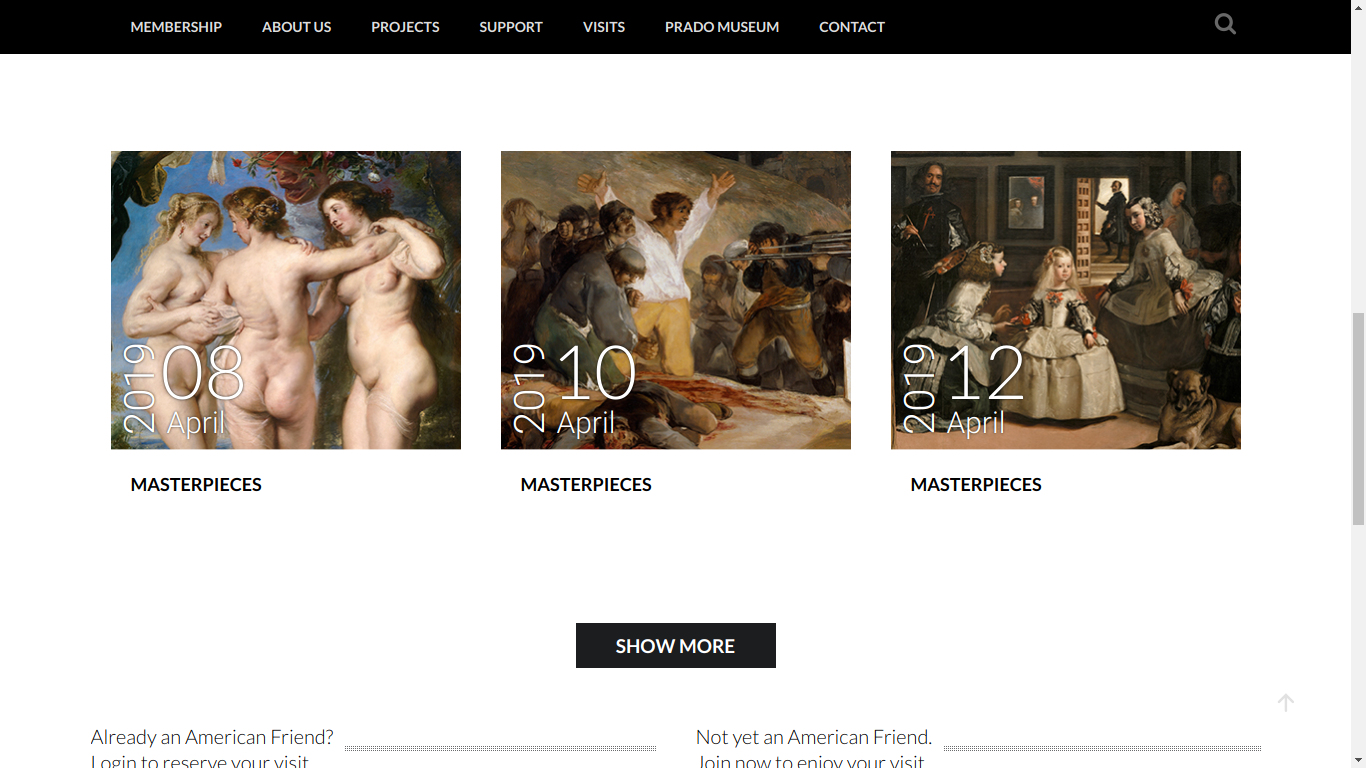 MEMBERSHIP ABOUT US PROJECTS SUPPORT VISITS PRADO MUSEUM CONTACT
2019 08 April
2019 10 April
2019 12 April
MASTERPIECES MASTERPIECES MASTERPIECES
SHOW MORE
Already an American Friend?
Login to reserve your visit
Not yet an American Friend.
Join now to enjoy your visit